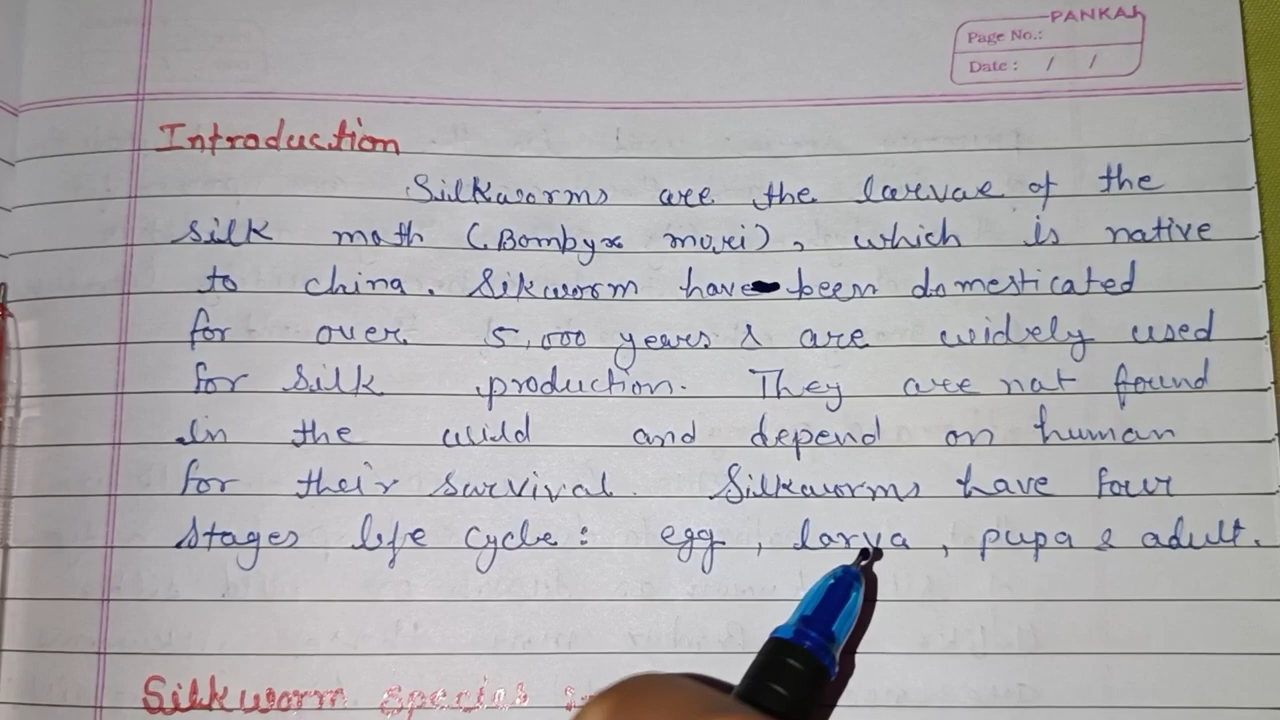 PANKAJ
Page No.:
Date : / /
Introduction
Silkworms are the larvae of the
silk moth (Bombyx mori), which is native
to china. Sikworm have been domesticated
for over 5,000 years & are widely used
for silk production. They are not found
in the wild and depend on human
for their survival. Silkworms have four
stages life cycle: egg, larva, pupa & adult.
Silkworm species